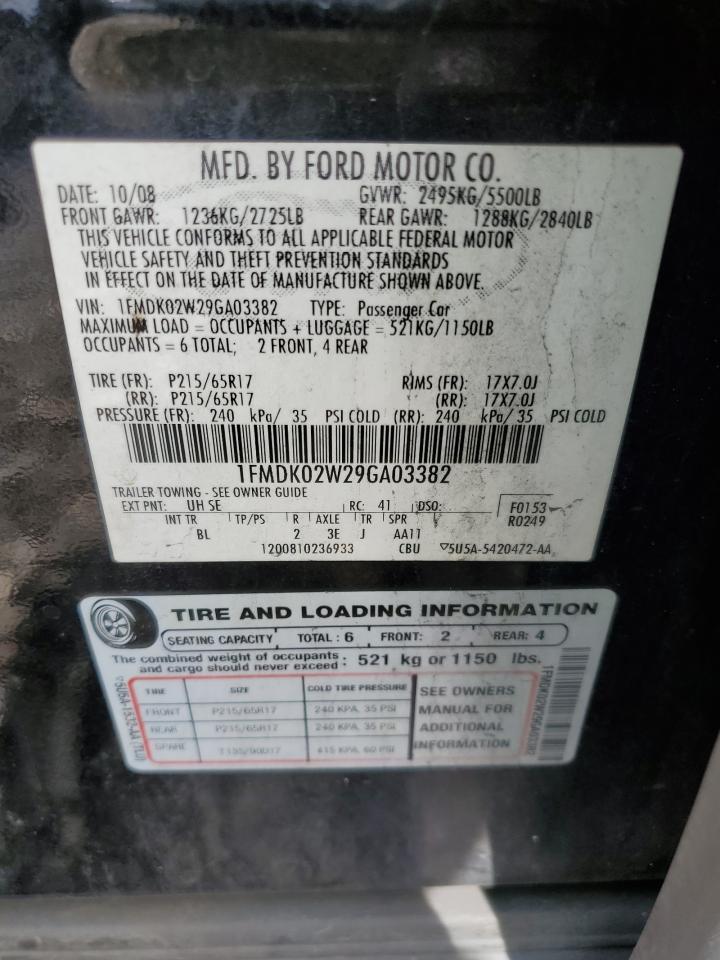 MFD. BY FORD MOTOR CO.
DATE: 10/08 GVWR: 2495KG/5500LB
FRONT GAWR: 1236KG/2725LB REAR GAWR: 1288KG/2840LB
THIS VEHICLE CONFORMS TO ALL APPLICABLE FEDERAL MOTOR
VEHICLE SAFETY AND THEFT PREVENTION STANDARDS
IN EFFECT ON THE DATE OF MANUFACTURE SHOWN ABOVE.
VIN: 1FMDK02W29GA03382 TYPE: Passenger Car
MAXIMUM LOAD = OCCUPANTS + LUGGAGE = 521KG/1150LB
OCCUPANTS = 6 TOTAL; 2 FRONT, 4 REAR
TIRE (FR): P215/65R17 RIMS (FR): 17X7.0J
(RR): P215/65R17 (RR): 17X7.0J
PRESSURE (FR): 240 kPa/ 35 PSI COLD (RR): 240 kPa/ 35 PSI COLD
1FMDK02W29GA03382
TRAILER TOWING - SEE OWNER GUIDE
EXT PNT: UH SE RC: 41 DSO: F0153
INT TR TP/PS R AXLE TR SPR R0249
BL 2 3E J AA11
1200810236933 CBU ▽5U5A-5420472-AA
TIRE AND LOADING INFORMATION
SEATING CAPACITY TOTAL : 6 FRONT: 2 REAR: 4
The combined weight of occupants
and cargo should never exceed : 521 kg or 1150 lbs.
TIRE SIZE COLD TIRE PRESSURE SEE OWNERS
FRONT P215/65R17 240 KPA, 35 PSI MANUAL FOR
REAR P215/65R17 240 KPA, 35 PSI ADDITIONAL
SPARE T135/90D17 415 KPA, 60 PSI INFORMATION
1FMDK02W29GA03382